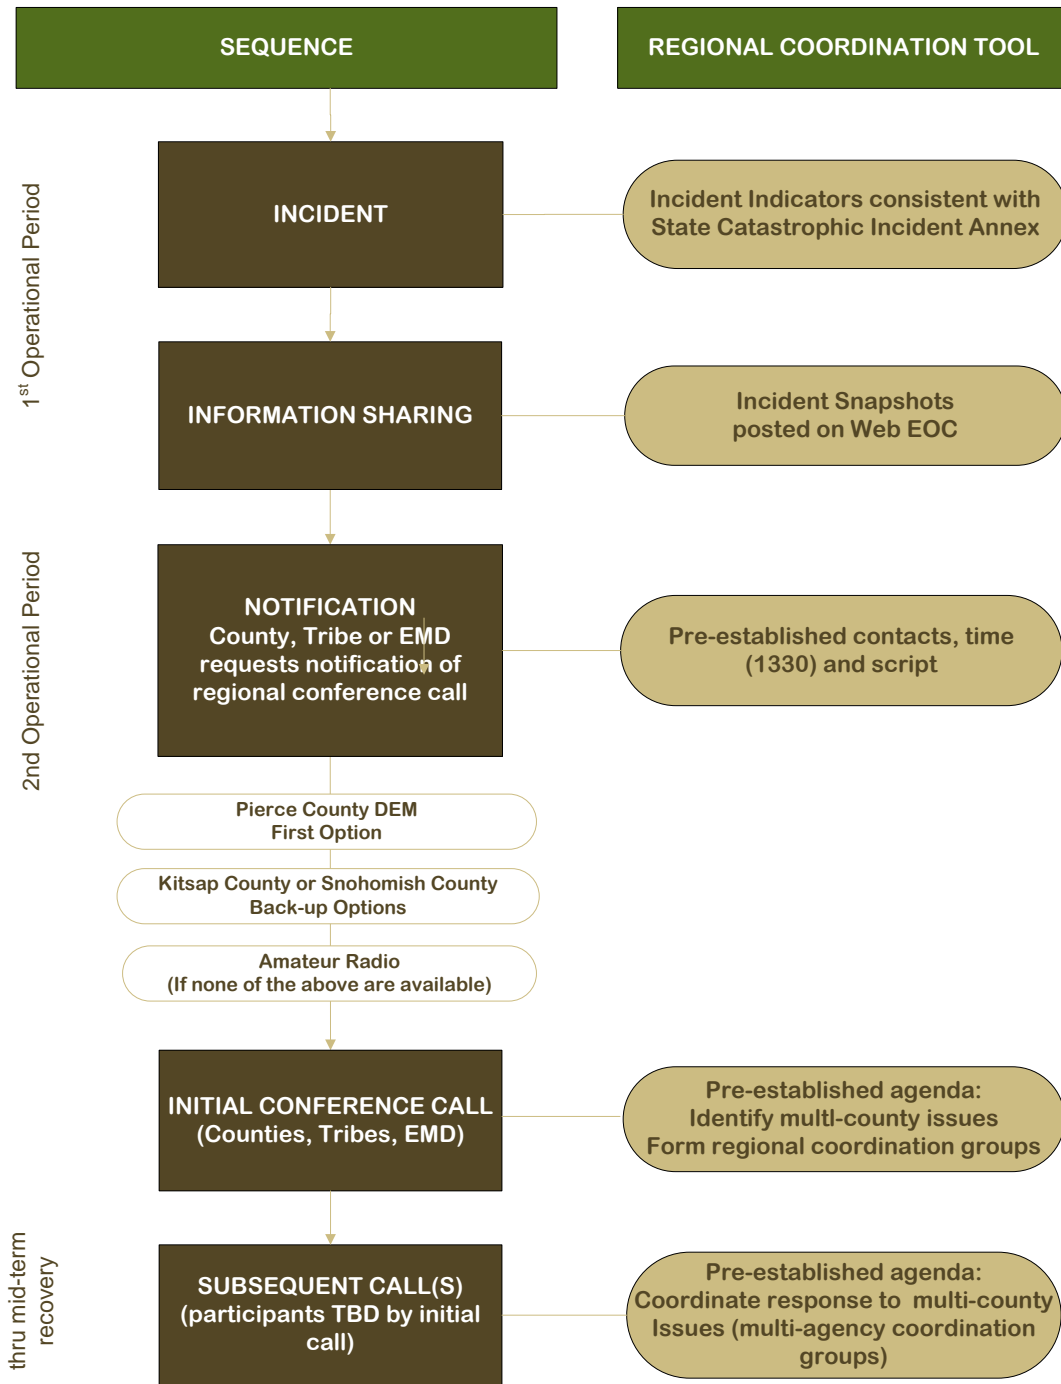 SEQUENCE
REGIONAL COORDINATION TOOL
1st Operational Period
INCIDENT
Incident Indicators consistent with
State Catastrophic Incident Annex
INFORMATION SHARING
Incident Snapshots
posted on Web EOC
2nd Operational Period
NOTIFICATION
County, Tribe or EMD
requests notification of
regional conference call
Pre-established contacts, time
(1330) and script
Pierce County DEM
First Option
Kitsap County or Snohomish County
Back-up Options
Amateur Radio
(If none of the above are available)
INITIAL CONFERENCE CALL
(Counties, Tribes, EMD)
Pre-established agenda:
Identify multI-county issues
Form regional coordination groups
thru mid-term
recovery
SUBSEQUENT CALL(S)
(participants TBD by initial
call)
Pre-established agenda:
Coordinate response to multi-county
Issues (multi-agency coordination
groups)